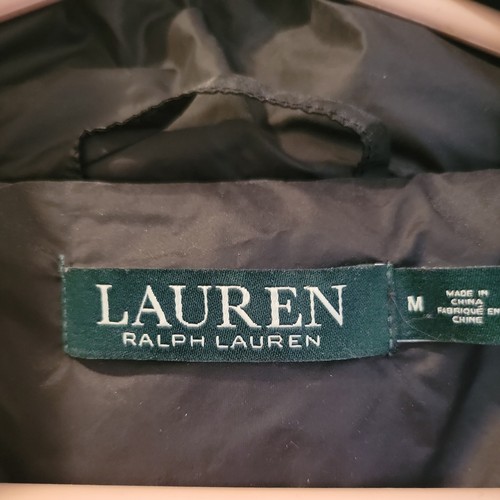 LAUREN
RALPH LAUREN
M
MADE IN
CHINA
FABRIQUÉ EN
CHINE